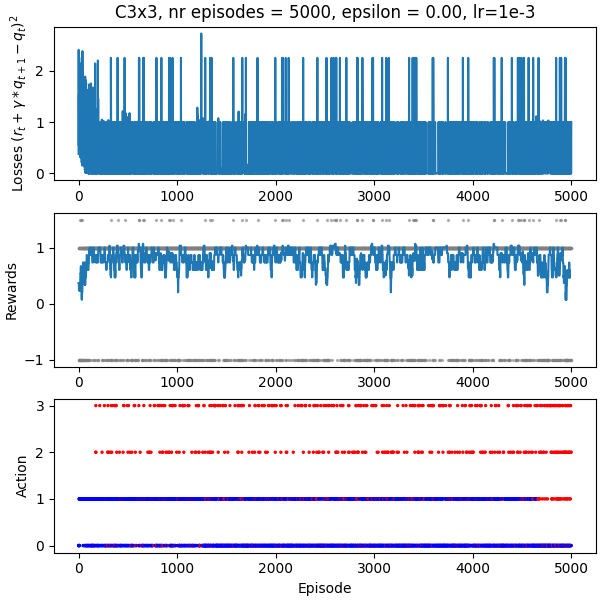 C3x3, nr episodes = 5000, epsilon = 0.00, lr=1e-3
Losses $(r_t + \gamma * q_{t+1} - q_t)^2$
2
1
0
0 1000 2000 3000 4000 5000
Rewards
1
0
−1
0 1000 2000 3000 4000 5000
Action
3
2
1
0
0 1000 2000 3000 4000 5000
Episode